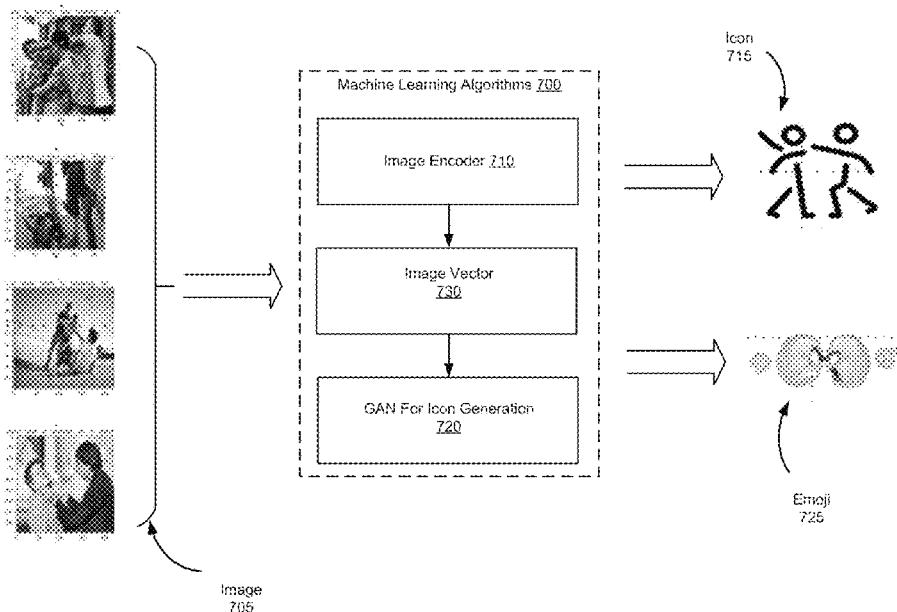 Icon
715
Machine Learning Algorithms 700
Image Encoder 710
Image Vector
730
GAN For Icon Generation
720
Emoji
725
Image
705